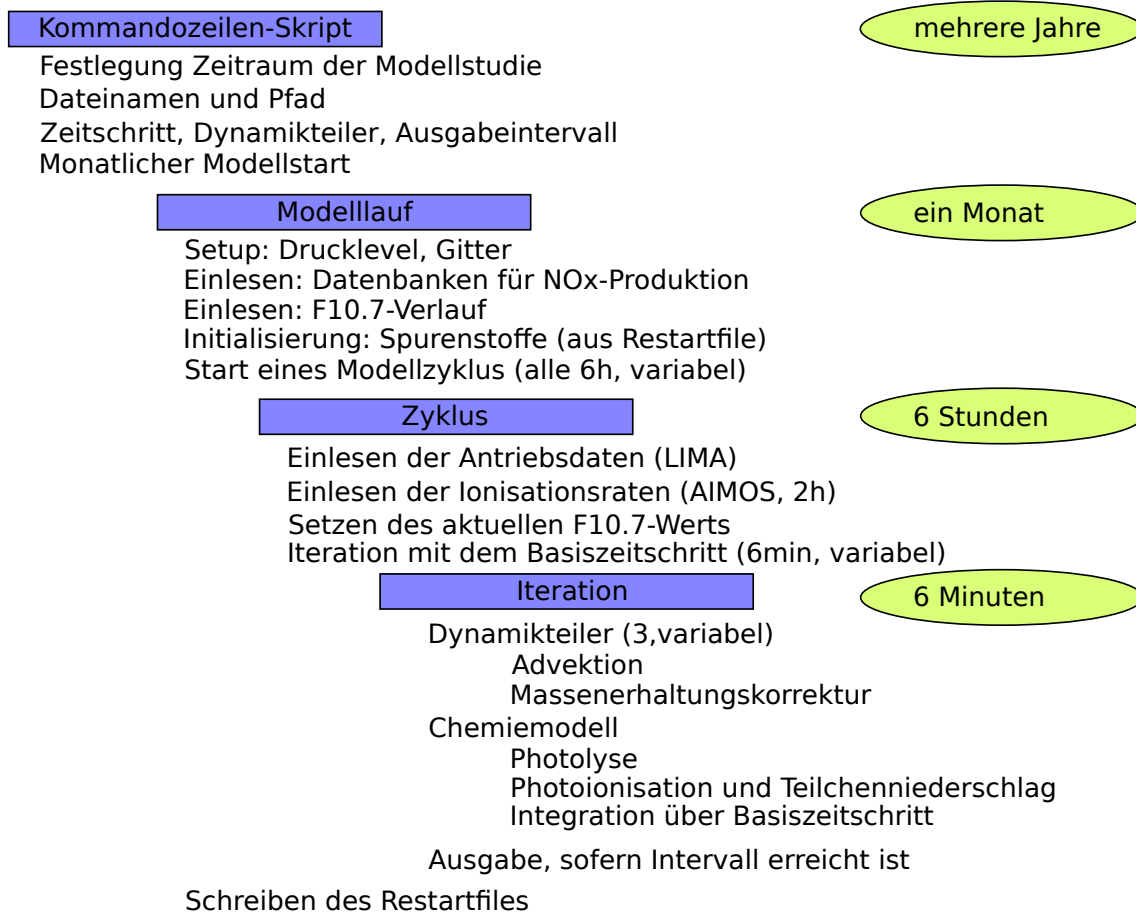 Kommandozeilen-Skript
mehrere Jahre
Festlegung Zeitraum der Modellstudie
Dateinamen und Pfad
Zeitschritt, Dynamikteiler, Ausgabeintervall
Monatlicher Modellstart
Modelllauf
ein Monat
Setup: Drucklevel, Gitter
Einlesen: Datenbanken für NOx-Produktion
Einlesen: F10.7-Verlauf
Initialisierung: Spurenstoffe (aus Restartfile)
Start eines Modellzyklus (alle 6h, variabel)
Zyklus
6 Stunden
Einlesen der Antriebsdaten (LIMA)
Einlesen der Ionisationsraten (AIMOS, 2h)
Setzen des aktuellen F10.7-Werts
Iteration mit dem Basiszeitschritt (6min, variabel)
Iteration
6 Minuten
Dynamikteiler (3,variabel)
Advektion
Massenerhaltungskorrektur
Chemiemodell
Photolyse
Photoionisation und Teilchenniederschlag
Integration über Basiszeitschritt
Ausgabe, sofern Intervall erreicht ist
Schreiben des Restartfiles